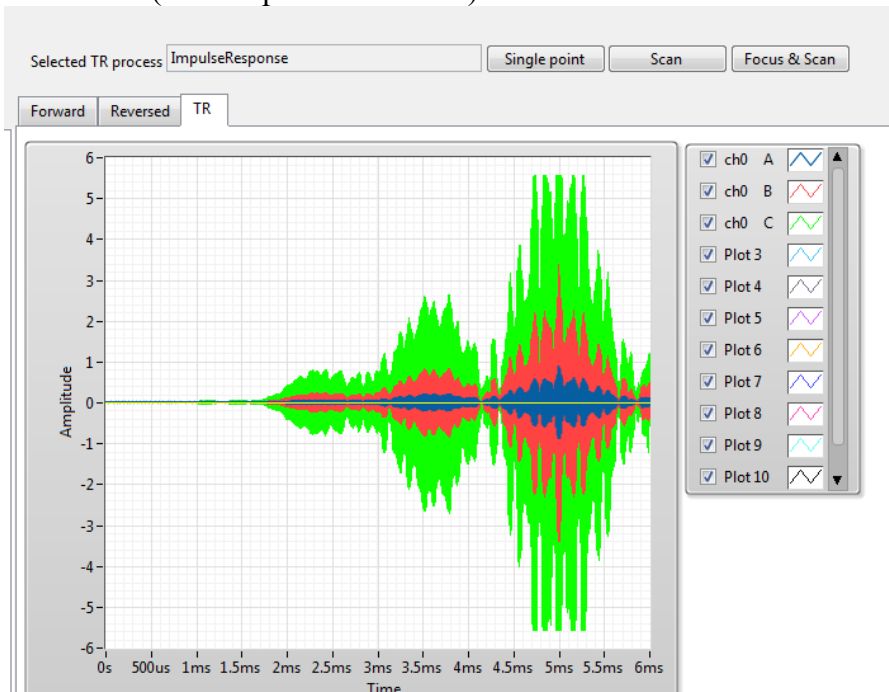 Selected TR process ImpulseResponse Single point Scan Focus & Scan
Forward Reversed TR
6
5
4
3
2
1
0
-1
-2
-3
-4
-5
-6
Amplitude
0s 500us 1ms 1.5ms 2ms 2.5ms 3ms 3.5ms 4ms 4.5ms 5ms 5.5ms 6ms
Time
ch0 A
ch0 B
ch0 C
Plot 3
Plot 4
Plot 5
Plot 6
Plot 7
Plot 8
Plot 9
Plot 10